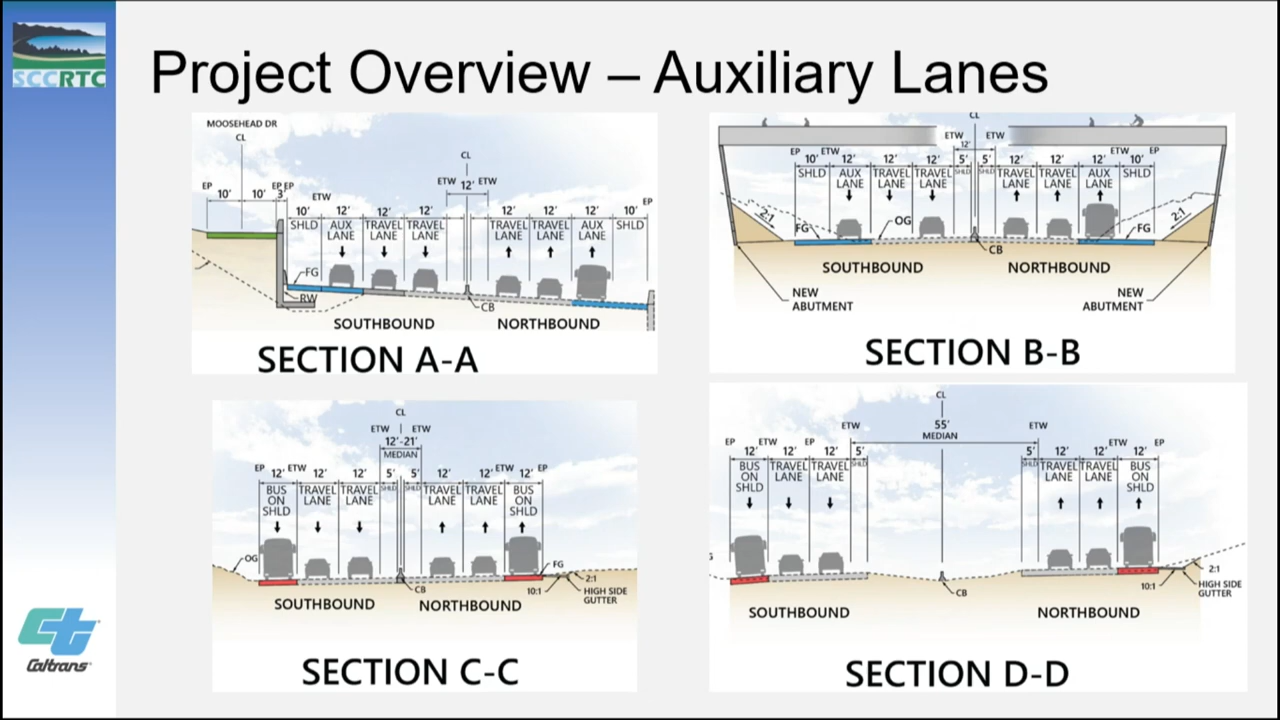 SCCRTC
Project Overview – Auxiliary Lanes
MOOSEHEAD DR
CL
CL
EP 10' 10' EP EP 3' ETW
ETW 12' ETW
EP
10' 12' 12' 12' 12' 12' 12' 10'
SHLD AUX LANE TRAVEL LANE TRAVEL LANE TRAVEL LANE TRAVEL LANE AUX LANE SHLD
FG
RW
CB
SOUTHBOUND NORTHBOUND
SECTION A-A
CL
ETW 12' ETW
EP ETW ETW EP
10' 12' 12' 12' 5' 5' 12' 12' 12' 10'
SHLD AUX LANE TRAVEL LANE TRAVEL LANE SHLD SHLD TRAVEL LANE TRAVEL LANE AUX LANE SHLD
2:1 2:1
FG OG FG
CB
SOUTHBOUND NORTHBOUND
NEW ABUTMENT NEW ABUTMENT
SECTION B-B
CL
ETW ETW
12'-21'
MEDIAN
EP 12' ETW 12' 12' 5' 5' 12' 12' ETW 12' EP
BUS ON SHLD TRAVEL LANE TRAVEL LANE SHLD SHLD TRAVEL LANE TRAVEL LANE BUS ON SHLD
OG
FG
CB
2:1
10:1
HIGH SIDE GUTTER
SOUTHBOUND NORTHBOUND
SECTION C-C
CL
ETW 55' ETW
MEDIAN
EP ETW EP ETW EP
12' 12' 12' 5' 5' 12' 12' 12'
BUS ON SHLD TRAVEL LANE TRAVEL LANE SHLD SHLD TRAVEL LANE TRAVEL LANE BUS ON SHLD
2:1
10:1
HIGH SIDE GUTTER
CB
SOUTHBOUND NORTHBOUND
SECTION D-D
Ct
Caltrans